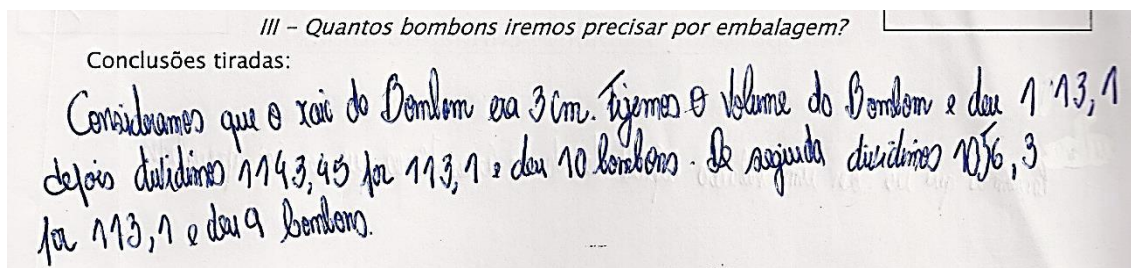 III – Quantos bombons iremos precisar por embalagem?
Conclusões tiradas:
Consideramos que o raio do Bombom era 3 cm. Fizemos o Volume do Bombom e deu 113,1
depois dividimos 1143,45 por 113,1 e deu 10 bombons. De seguida dividimos 1056,3
por 113,1 e deu 9 bombons.